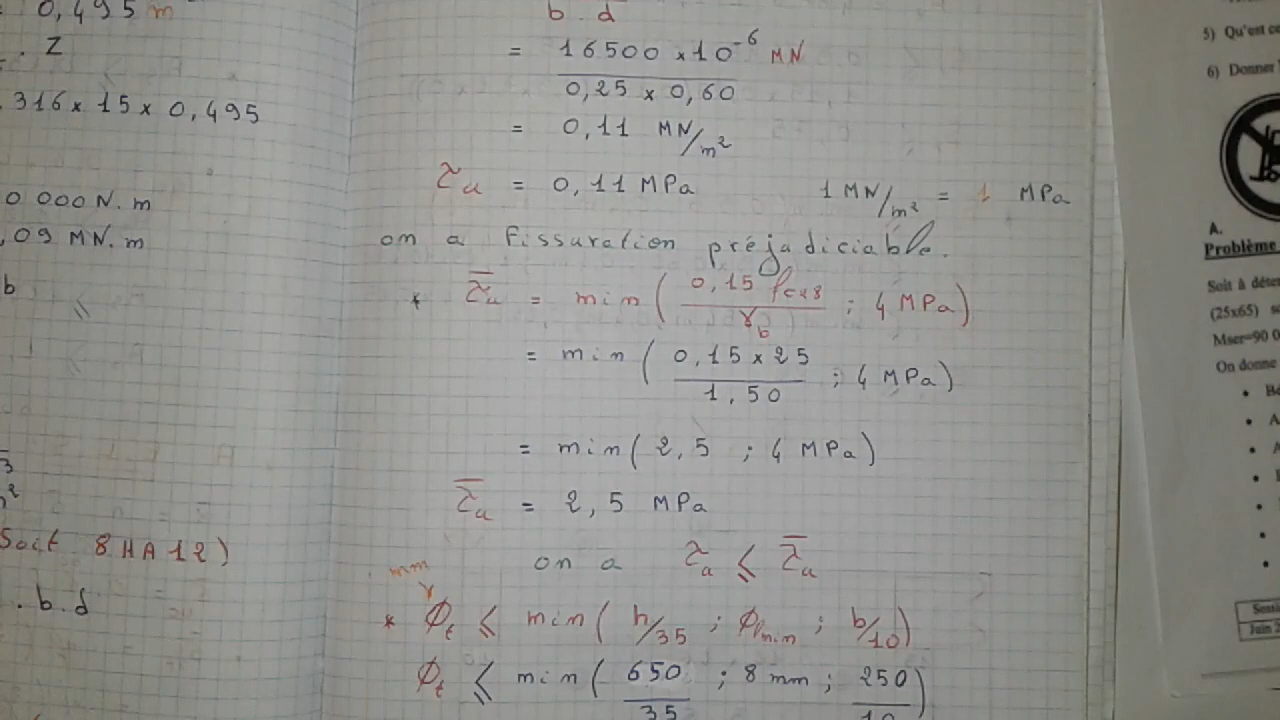 0,495 m
. Z
.316 x 15 x 0,495
0 000 N.m
,09 MN.m
b
⩽
Soit 8 HA 12)
. b.d
b . d
= 16500 x 10⁻⁶ MN
0,25 x 0,60
= 0,11 MN/m²
τu = 0,11 MPa 1 MN/m² = 1 MPa
on a Fissuration préjudiciable.
* τ̅u = min ( 0,15 fc28 / γb ; 4 MPa)
= min ( 0,15 x 25 / 1,50 ; 4 MPa)
= min ( 2,5 ; 4 MPa)
τ̅u = 2,5 MPa
on a τu ⩽ τ̅u
mm
* Φt ⩽ min ( h/35 ; Φlmin ; b/10)
Φt ⩽ min ( 650 / 35 ; 8 mm ; 250 / 10 )
5) Qu'est ce
6) Donner
A.
Problème
Soit à déte
(25x65)
Mser=90 0
On donne
Juin